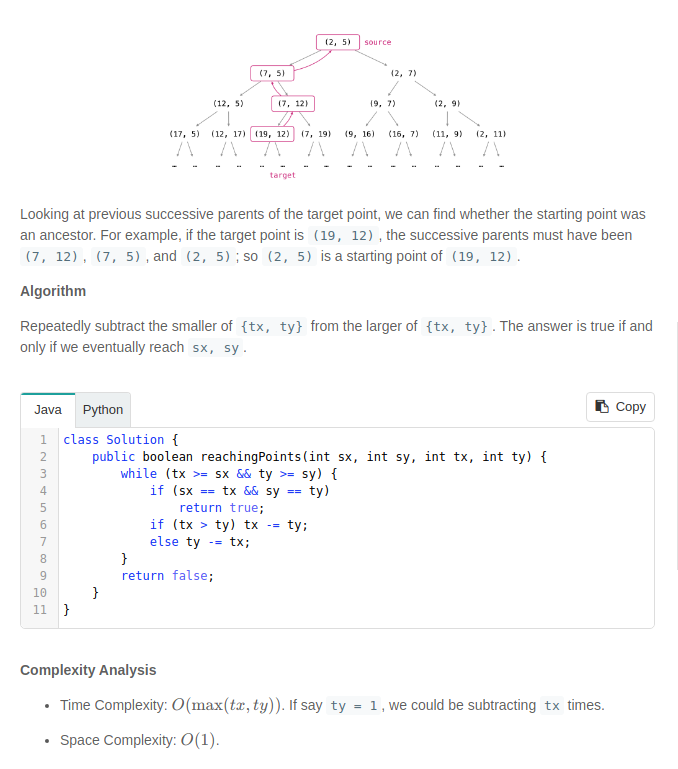 (2, 5) source
(7, 5) (2, 7)
(12, 5) (7, 12) (9, 7) (2, 9)
(17, 5) (12, 17) (19, 12) (7, 19) (9, 16) (16, 7) (11, 9) (2, 11)
… … … … … … … … … … … … … … … …
target
Looking at previous successive parents of the target point, we can find whether the starting point was
an ancestor. For example, if the target point is (19, 12), the successive parents must have been
(7, 12), (7, 5), and (2, 5); so (2, 5) is a starting point of (19, 12).
Algorithm
Repeatedly subtract the smaller of {tx, ty} from the larger of {tx, ty}. The answer is true if and
only if we eventually reach sx, sy.
Java Python Copy
1 class Solution {
2 public boolean reachingPoints(int sx, int sy, int tx, int ty) {
3 while (tx >= sx && ty >= sy) {
4 if (sx == tx && sy == ty)
5 return true;
6 if (tx > ty) tx -= ty;
7 else ty -= tx;
8 }
9 return false;
10 }
11 }
Complexity Analysis
• Time Complexity: O(max(tx, ty)). If say ty = 1, we could be subtracting tx times.
• Space Complexity: O(1).